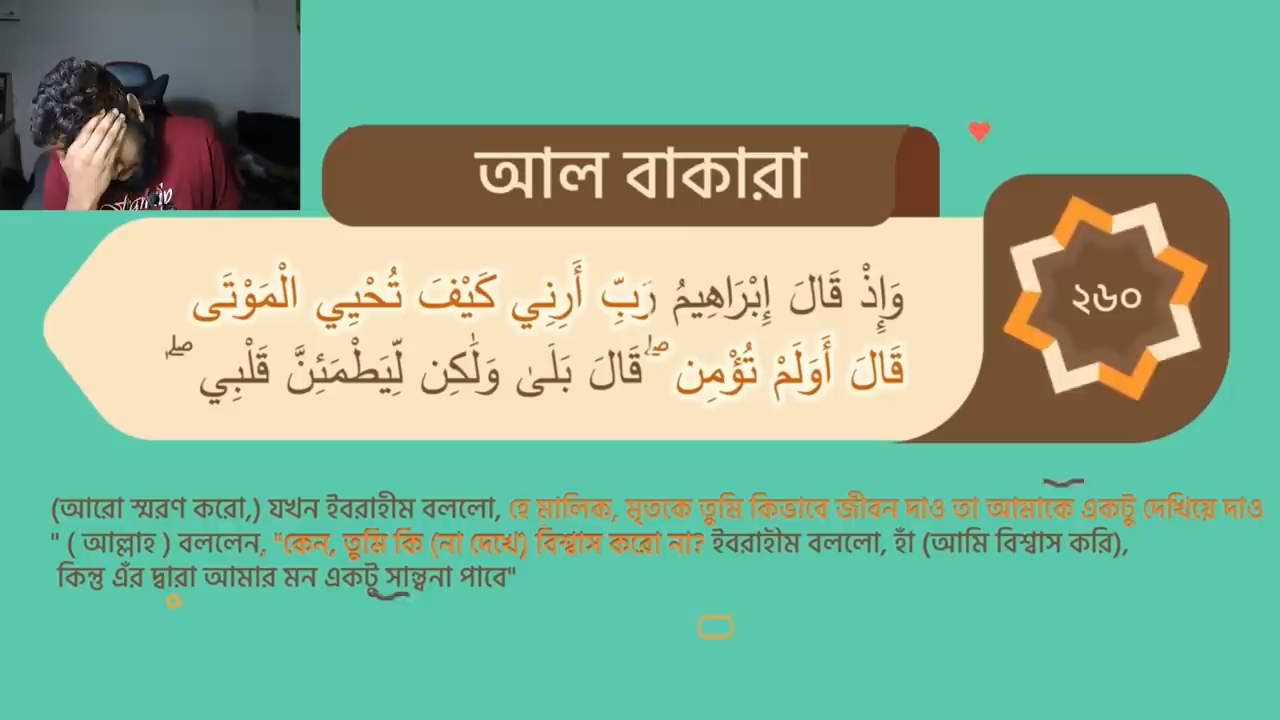 আল বাকারা
২৬০
وَإِذْ قَالَ إِبْرَاهِيمُ رَبِّ أَرِنِي كَيْفَ تُحْيِي الْمَوْتَى
قَالَ أَوَلَمْ تُؤْمِن ۖ قَالَ بَلَىٰ وَلَٰكِن لِّيَطْمَئِنَّ قَلْبِي ۖ
(আরো স্মরণ করো,) যখন ইবরাহীম বললো, হে মালিক, মৃতকে তুমি কিভাবে জীবন দাও তা আমাকে একটু দেখিয়ে দাও
" ( আল্লাহ ) বললেন, "কেন, তুমি কি (না দেখে) বিশ্বাস করো না? ইবরাহীম বললো, হাঁ (আমি বিশ্বাস করি),
কিন্তু এঁর দ্বারা আমার মন একটু সান্ত্বনা পাবে"